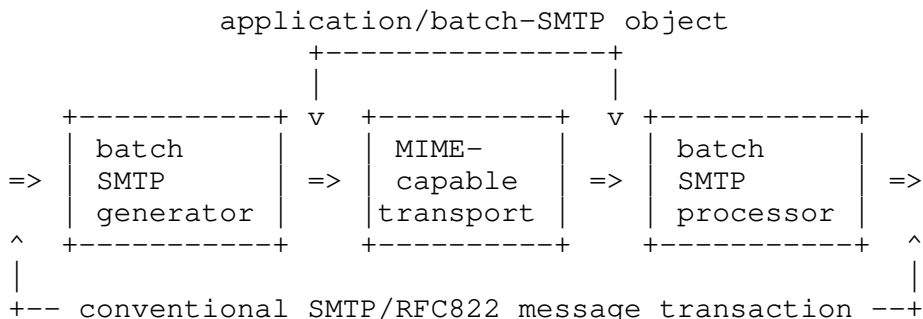 application/batch-SMTP object
+----------------+
|                |
+-----------+ v +----------+ v +-----------+
| batch     |   | MIME-    |   | batch     |
=> | SMTP      | => | capable  | => | SMTP      | =>
| generator |   |transport |   | processor |
^ +-----------+   +----------+   +-----------+ ^
|                                            |
+-- conventional SMTP/RFC822 message transaction --+